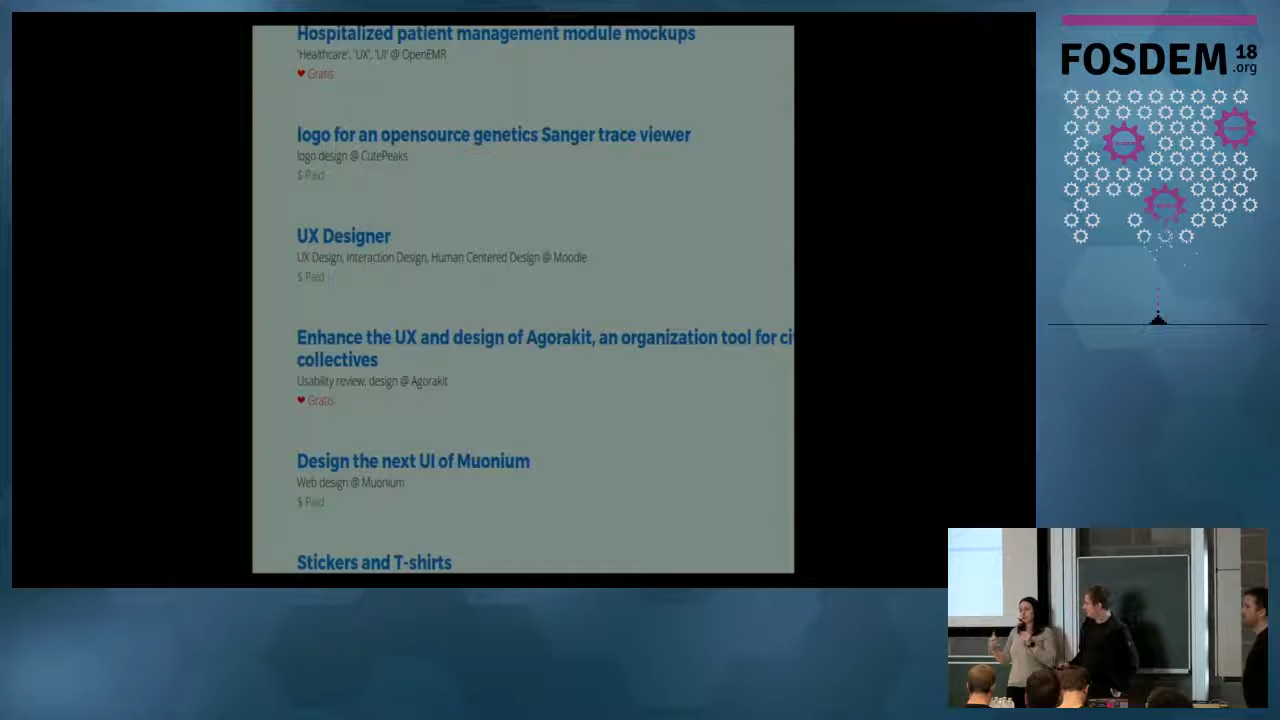 Hospitalized patient management module mockups
'Healthcare', 'UX', 'UI' @ OpenEMR
♥ Gratis
logo for an opensource genetics Sanger trace viewer
logo design @ CutePeaks
$ Paid
UX Designer
UX Design, Interaction Design, Human Centered Design @ Moodle
$ Paid
Enhance the UX and design of Agorakit, an organization tool for ci
collectives
Usability review, design @ Agorakit
♥ Gratis
Design the next UI of Muonium
Web design @ Muonium
$ Paid
Stickers and T-shirts
FOSDEM 18
.org